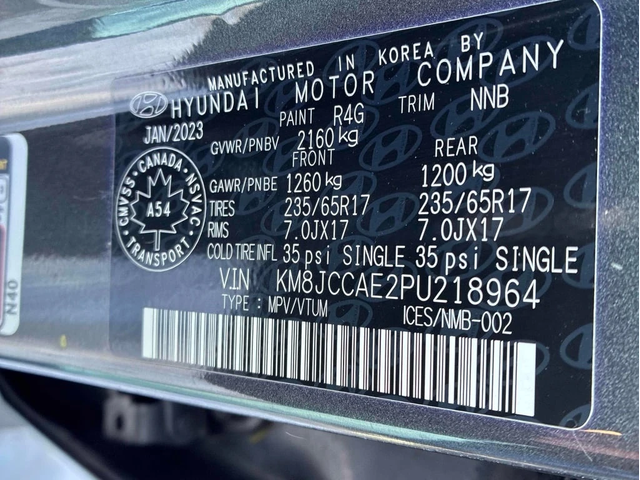 MANUFACTURED IN KOREA BY
HYUNDAI MOTOR COMPANY
JAN/2023 PAINT R4G TRIM NNB
GVWR/PNBV 2160 kg
FRONT REAR
GAWR/PNBE 1260 kg 1200 kg
TIRES 235/65R17 235/65R17
RIMS 7.0JX17 7.0JX17
COLD TIRE INFL 35 psi SINGLE 35 psi SINGLE
VIN KM8JCCAE2PU218964
TYPE : MPV/VTUM ICES/NMB-002
CMVSS · CANADA · NSVAC
A54
TRANSPORT
N40